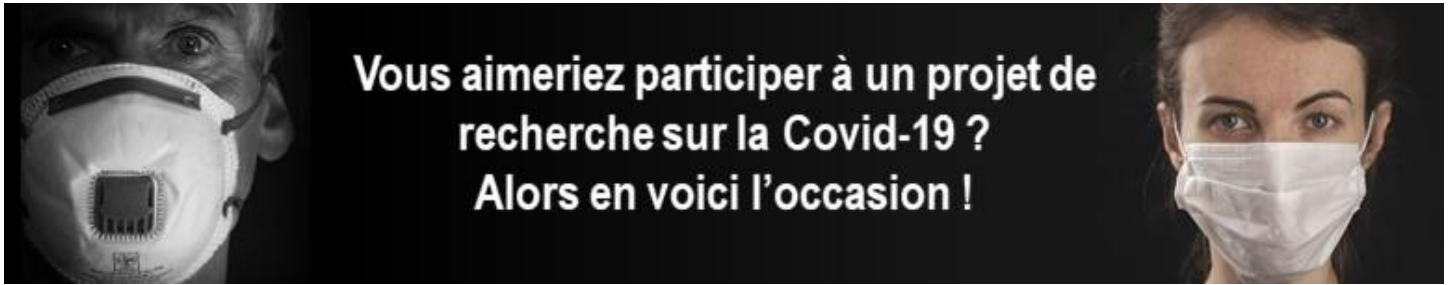 Vous aimeriez participer à un projet de
recherche sur la Covid-19 ?
Alors en voici l’occasion !